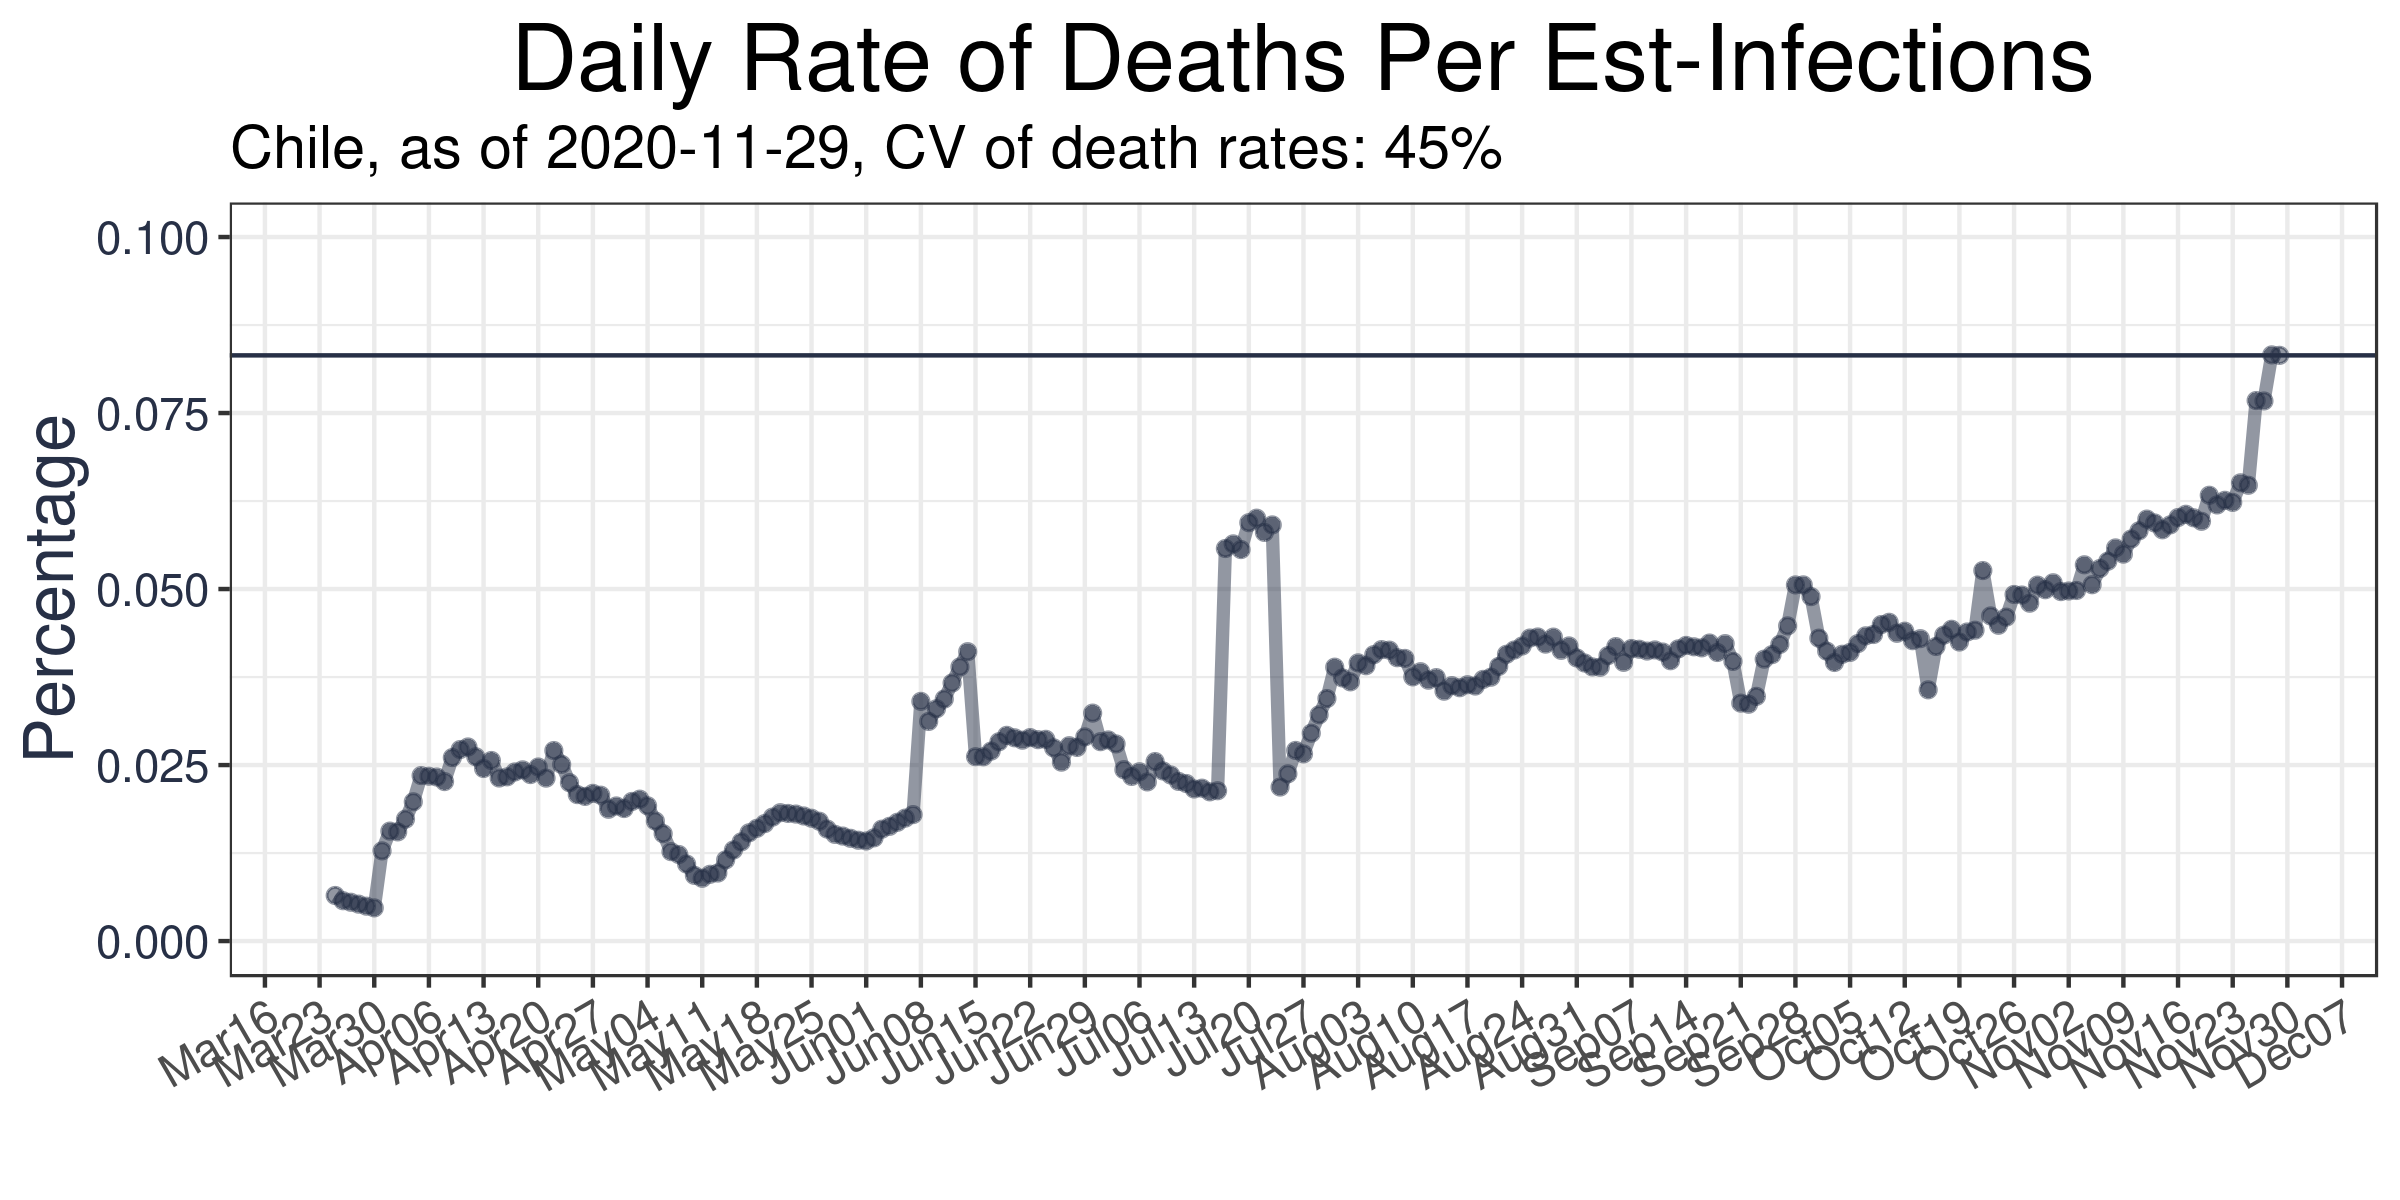 Daily Rate of Deaths Per Est-Infections
Chile, as of 2020-11-29, CV of death rates: 45%
Percentage
0.100
0.075
0.050
0.025
0.000
Mar16
Mar23
Mar30
Apr06
Apr13
Apr20
Apr27
May04
May11
May18
May25
Jun01
Jun08
Jun15
Jun22
Jun29
Jul06
Jul13
Jul20
Jul27
Aug03
Aug10
Aug17
Aug24
Aug31
Sep07
Sep14
Sep21
Sep28
Oct05
Oct12
Oct19
Oct26
Nov02
Nov09
Nov16
Nov23
Nov30
Dec07